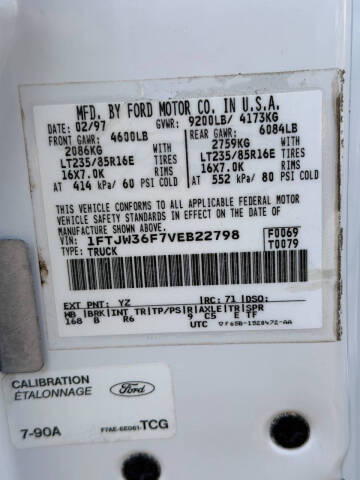 MFD. BY FORD MOTOR CO. IN U.S.A.
DATE: 02/97 GVWR: 9200LB/ 4173KG
FRONT GAWR: 4600LB REAR GAWR: 6084LB
2086KG WITH 2759KG WITH
LT235/85R16E TIRES LT235/85R16E TIRES
16X7.0K RIMS 16X7.0K RIMS
AT 414 kPa/ 60 PSI COLD AT 552 kPa/ 80 PSI COLD
THIS VEHICLE CONFORMS TO ALL APPLICABLE FEDERAL
MOTOR VEHICLE SAFETY STANDARDS IN EFFECT ON THE DATE OF
MANUFACTURE SHOWN ABOVE.
VIN: 1FTJW36F7VEB22798 F0069
TYPE: TRUCK T0079
EXT PNT: YZ RC: 71 DSO:
WB BRK INT TR TP/PS R AXLE TR SPR
168 B R6 9 C5 E TF
UTC
CALIBRATION
ÉTALONNAGE
Ford
7-90A F7AE-6E061-TCG